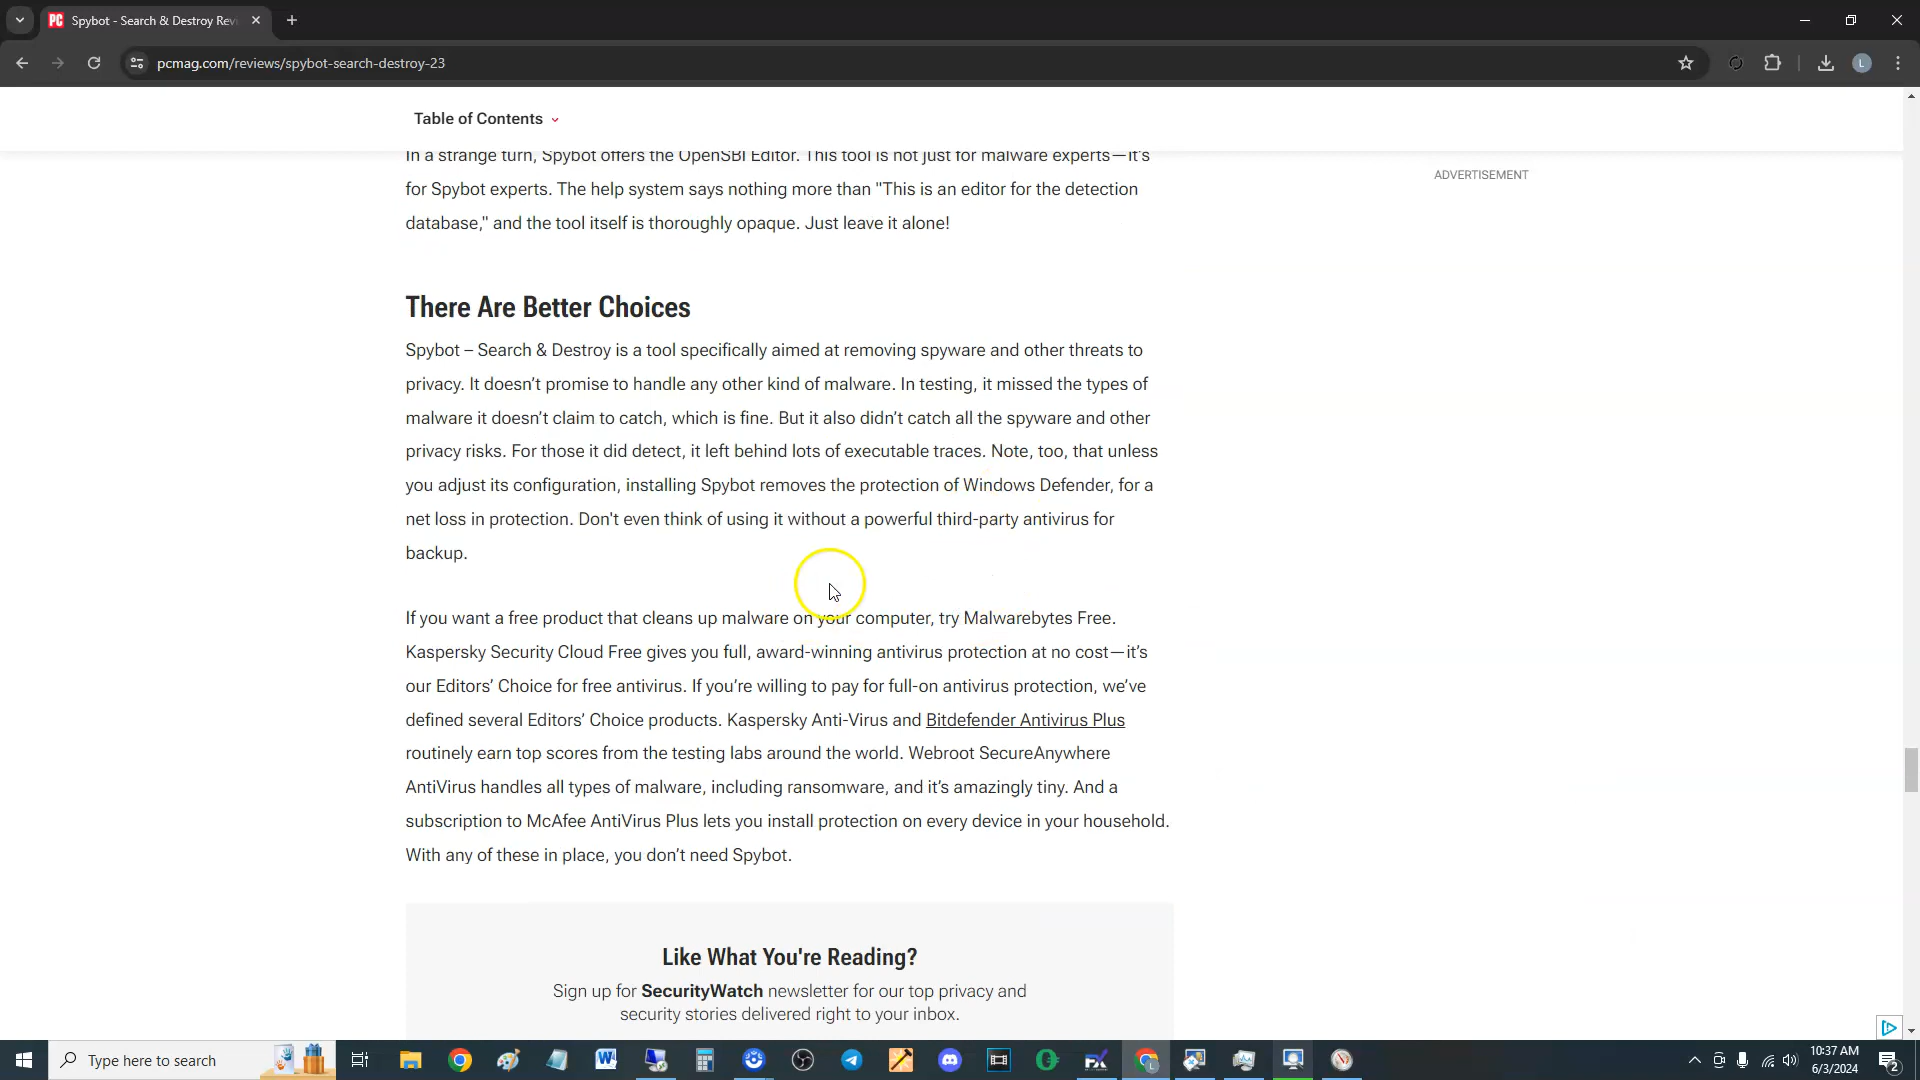 Spybot - Search & Destroy Revi
pcmag.com/reviews/spybot-search-destroy-23
L
Table of Contents
In a strange turn, Spybot offers the OpenSBI Editor. This tool is not just for malware experts—it's
for Spybot experts. The help system says nothing more than "This is an editor for the detection
database," and the tool itself is thoroughly opaque. Just leave it alone!
ADVERTISEMENT
There Are Better Choices
Spybot – Search & Destroy is a tool specifically aimed at removing spyware and other threats to
privacy. It doesn’t promise to handle any other kind of malware. In testing, it missed the types of
malware it doesn’t claim to catch, which is fine. But it also didn’t catch all the spyware and other
privacy risks. For those it did detect, it left behind lots of executable traces. Note, too, that unless
you adjust its configuration, installing Spybot removes the protection of Windows Defender, for a
net loss in protection. Don't even think of using it without a powerful third-party antivirus for
backup.
If you want a free product that cleans up malware on your computer, try Malwarebytes Free.
Kaspersky Security Cloud Free gives you full, award-winning antivirus protection at no cost—it’s
our Editors’ Choice for free antivirus. If you’re willing to pay for full-on antivirus protection, we’ve
defined several Editors’ Choice products. Kaspersky Anti-Virus and Bitdefender Antivirus Plus
routinely earn top scores from the testing labs around the world. Webroot SecureAnywhere
AntiVirus handles all types of malware, including ransomware, and it’s amazingly tiny. And a
subscription to McAfee AntiVirus Plus lets you install protection on every device in your household.
With any of these in place, you don’t need Spybot.
Like What You're Reading?
Sign up for SecurityWatch newsletter for our top privacy and
security stories delivered right to your inbox.
Type here to search
10:37 AM
6/3/2024
2